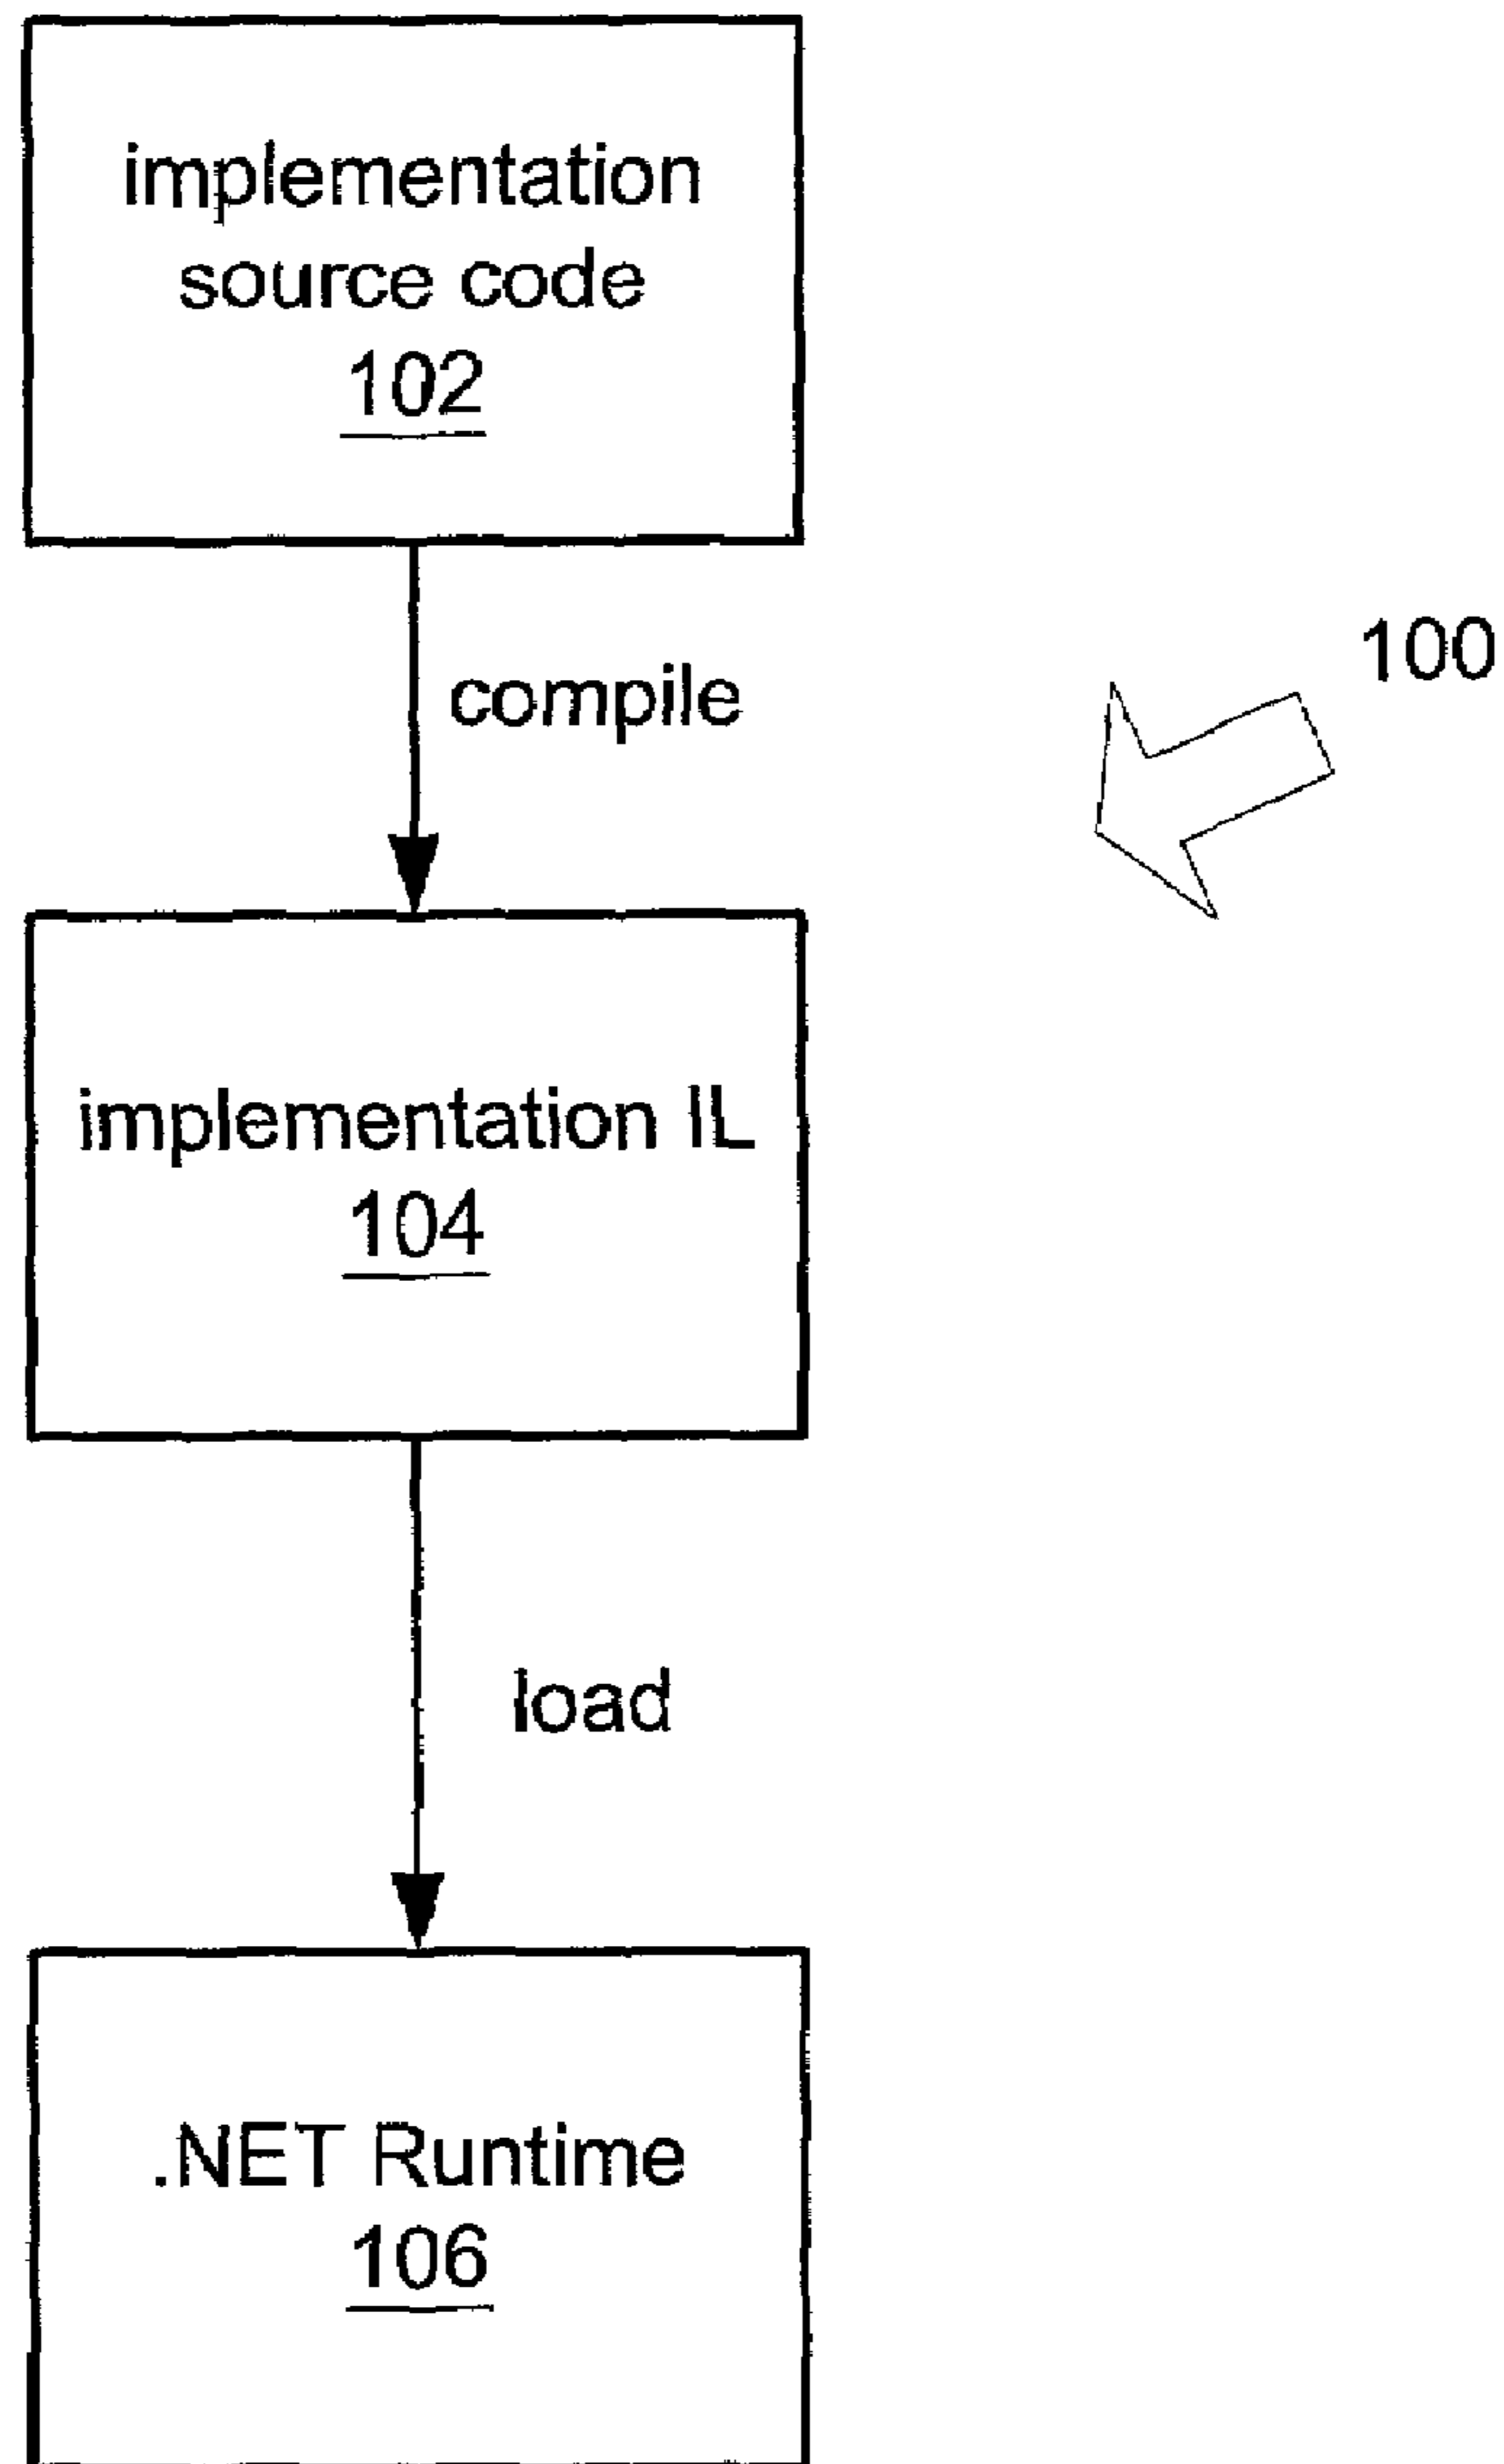 implementation
source code
102
compile
100
implementation IL
104
load
.NET Runtime
106